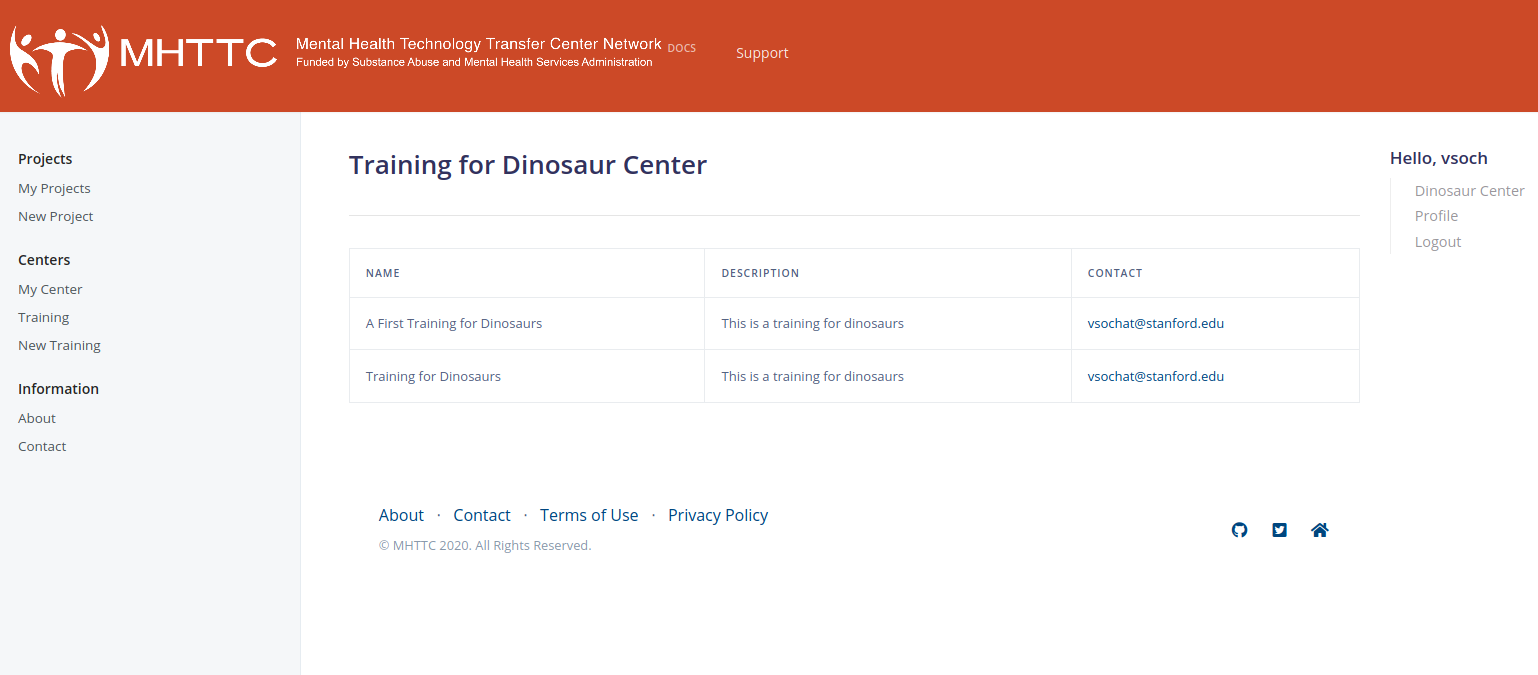 MHTTC
Mental Health Technology Transfer Center Network DOCS
Funded by Substance Abuse and Mental Health Services Administration
Support
Projects
My Projects
New Project
Centers
My Center
Training
New Training
Information
About
Contact
Training for Dinosaur Center
NAME DESCRIPTION CONTACT
A First Training for Dinosaurs This is a training for dinosaurs vsochat@stanford.edu
Training for Dinosaurs This is a training for dinosaurs vsochat@stanford.edu
About · Contact · Terms of Use · Privacy Policy
© MHTTC 2020. All Rights Reserved.
Hello, vsoch
Dinosaur Center
Profile
Logout